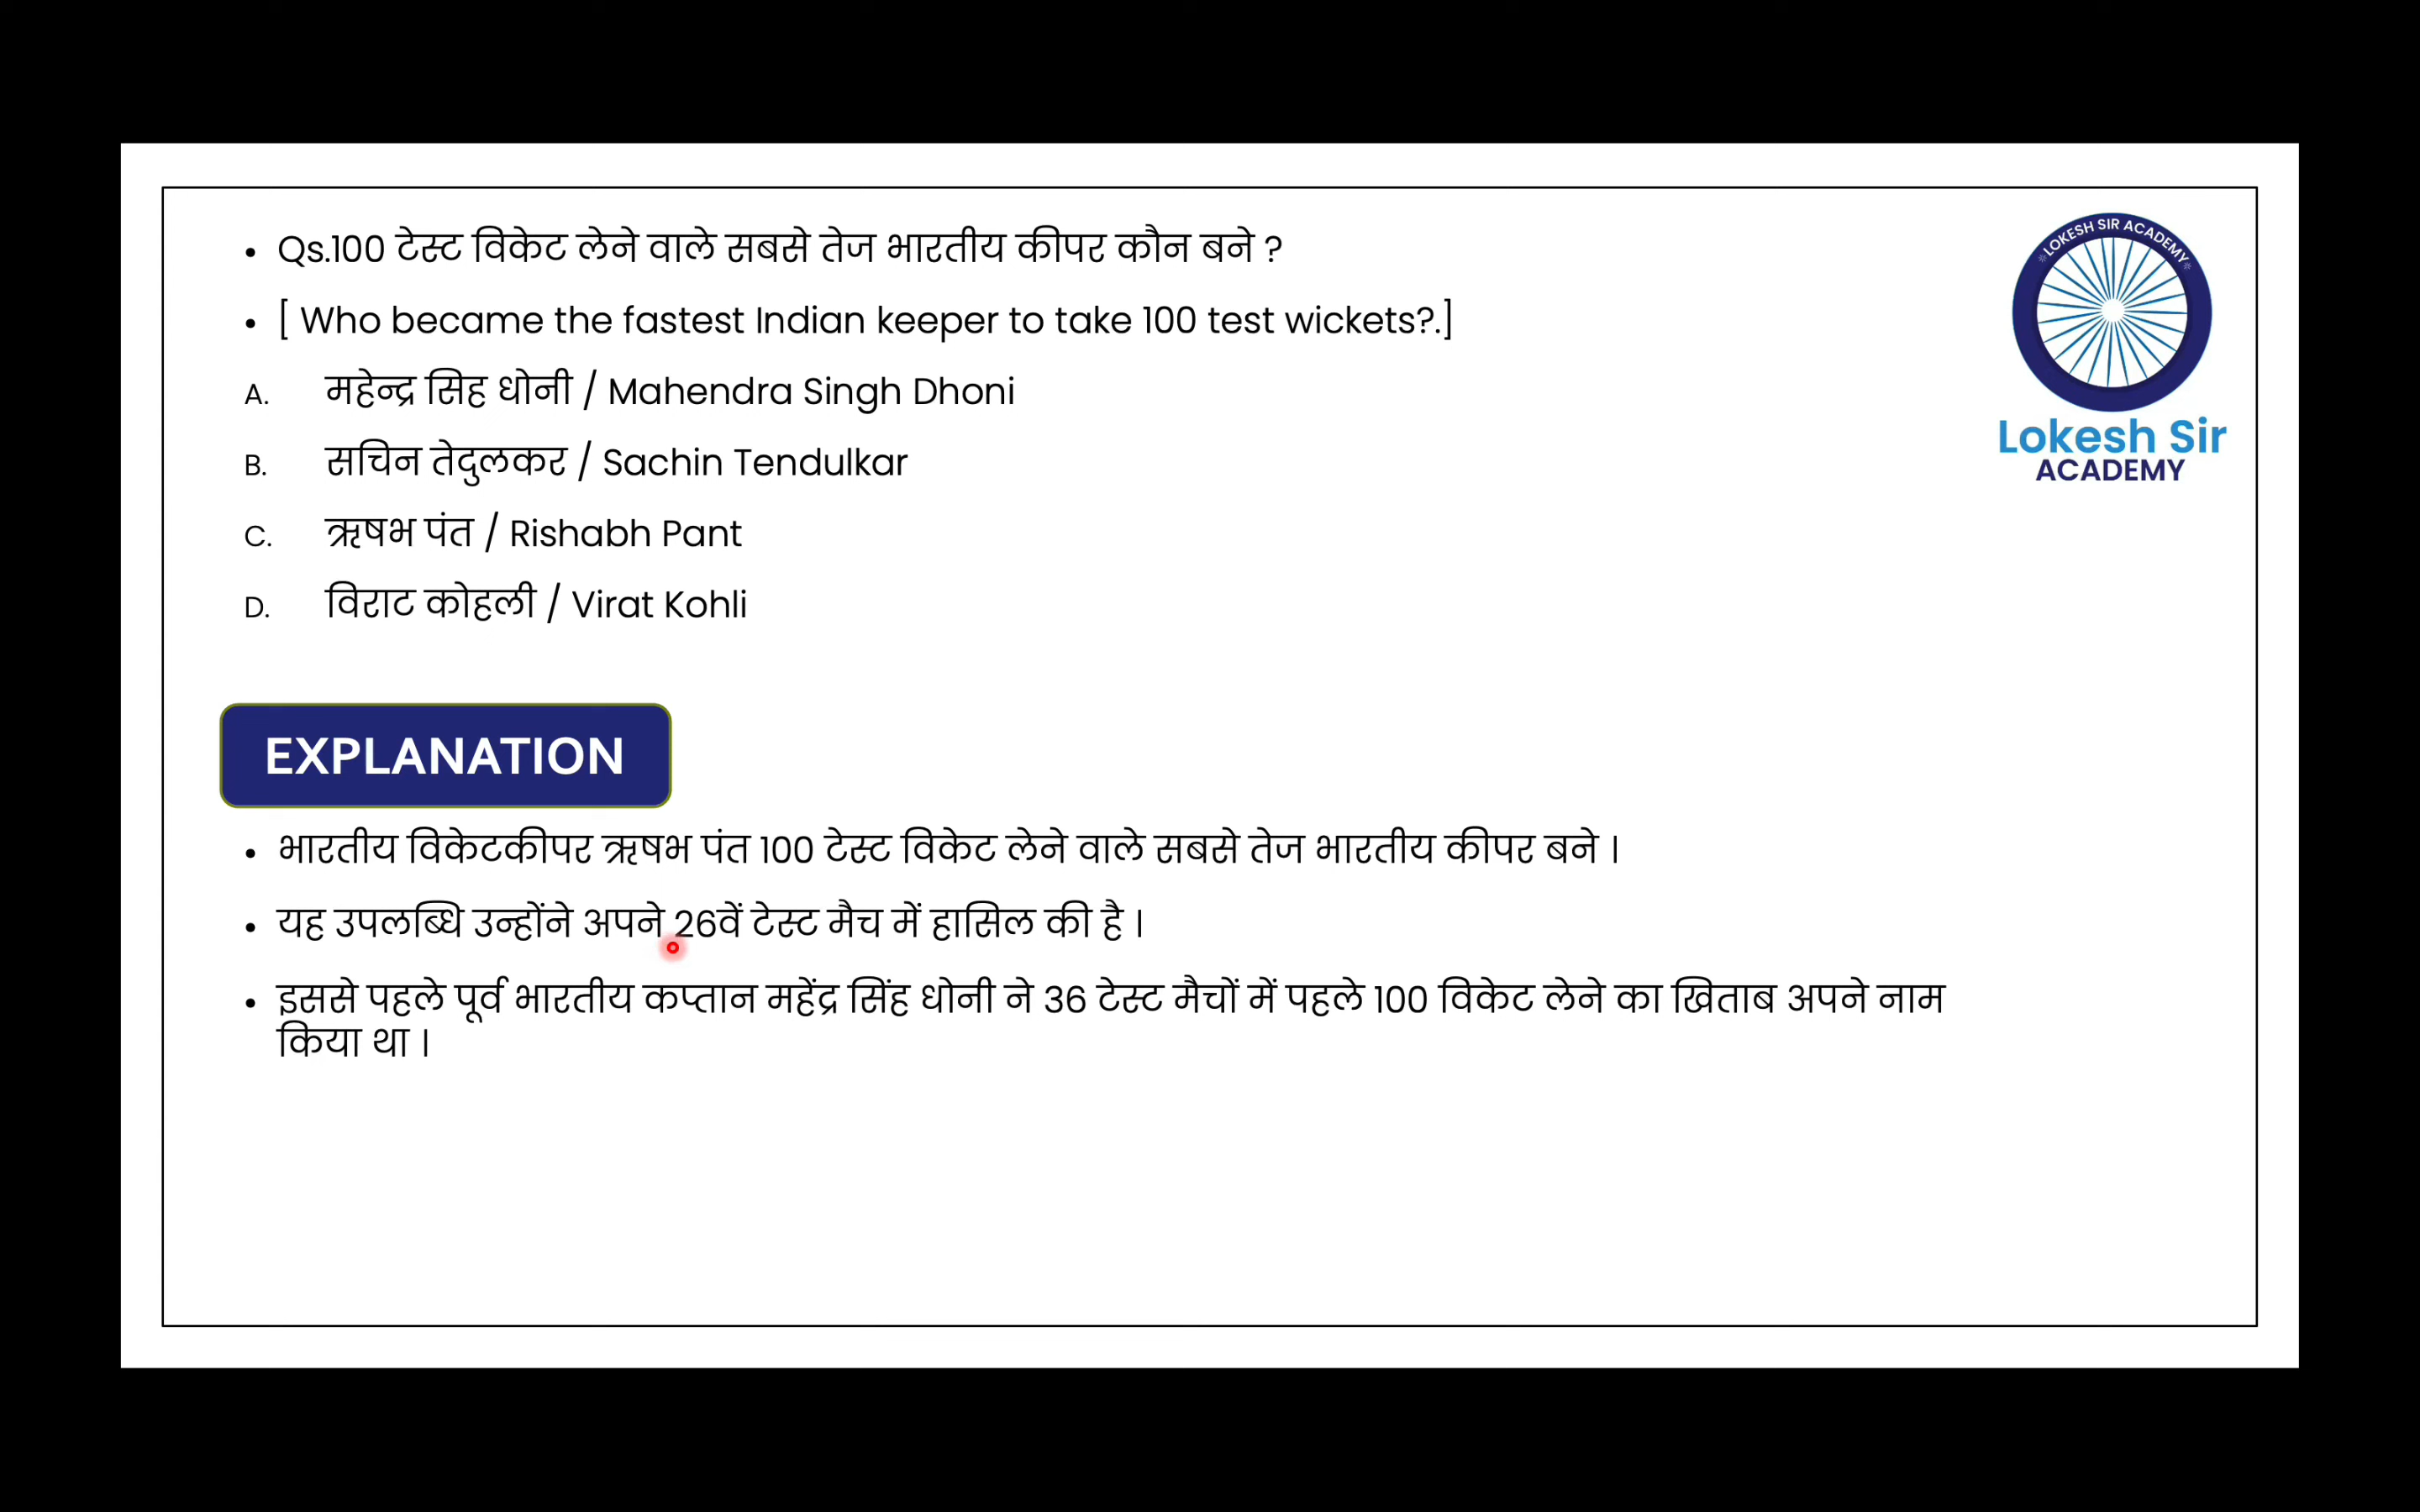 Qs.100 टेस्ट विकेट लेने वाले सबसे तेज भारतीय कीपर कौन बने ?
[ Who became the fastest Indian keeper to take 100 test wickets?.]
A. महेन्द्र सिह धोनी / Mahendra Singh Dhoni
B. सचिन तेदुलकर / Sachin Tendulkar
C. ऋषभ पंत / Rishabh Pant
D. विराट कोहली / Virat Kohli
LOKESH SIR ACADEMY
Lokesh Sir
ACADEMY
EXPLANATION
भारतीय विकेटकीपर ऋषभ पंत 100 टेस्ट विकेट लेने वाले सबसे तेज भारतीय कीपर बने ।
यह उपलब्धि उन्होंने अपने 26वें टेस्ट मैच में हासिल की है ।
इससे पहले पूर्व भारतीय कप्तान महेंद्र सिंह धोनी ने 36 टेस्ट मैचों में पहले 100 विकेट लेने का खिताब अपने नाम
किया था ।